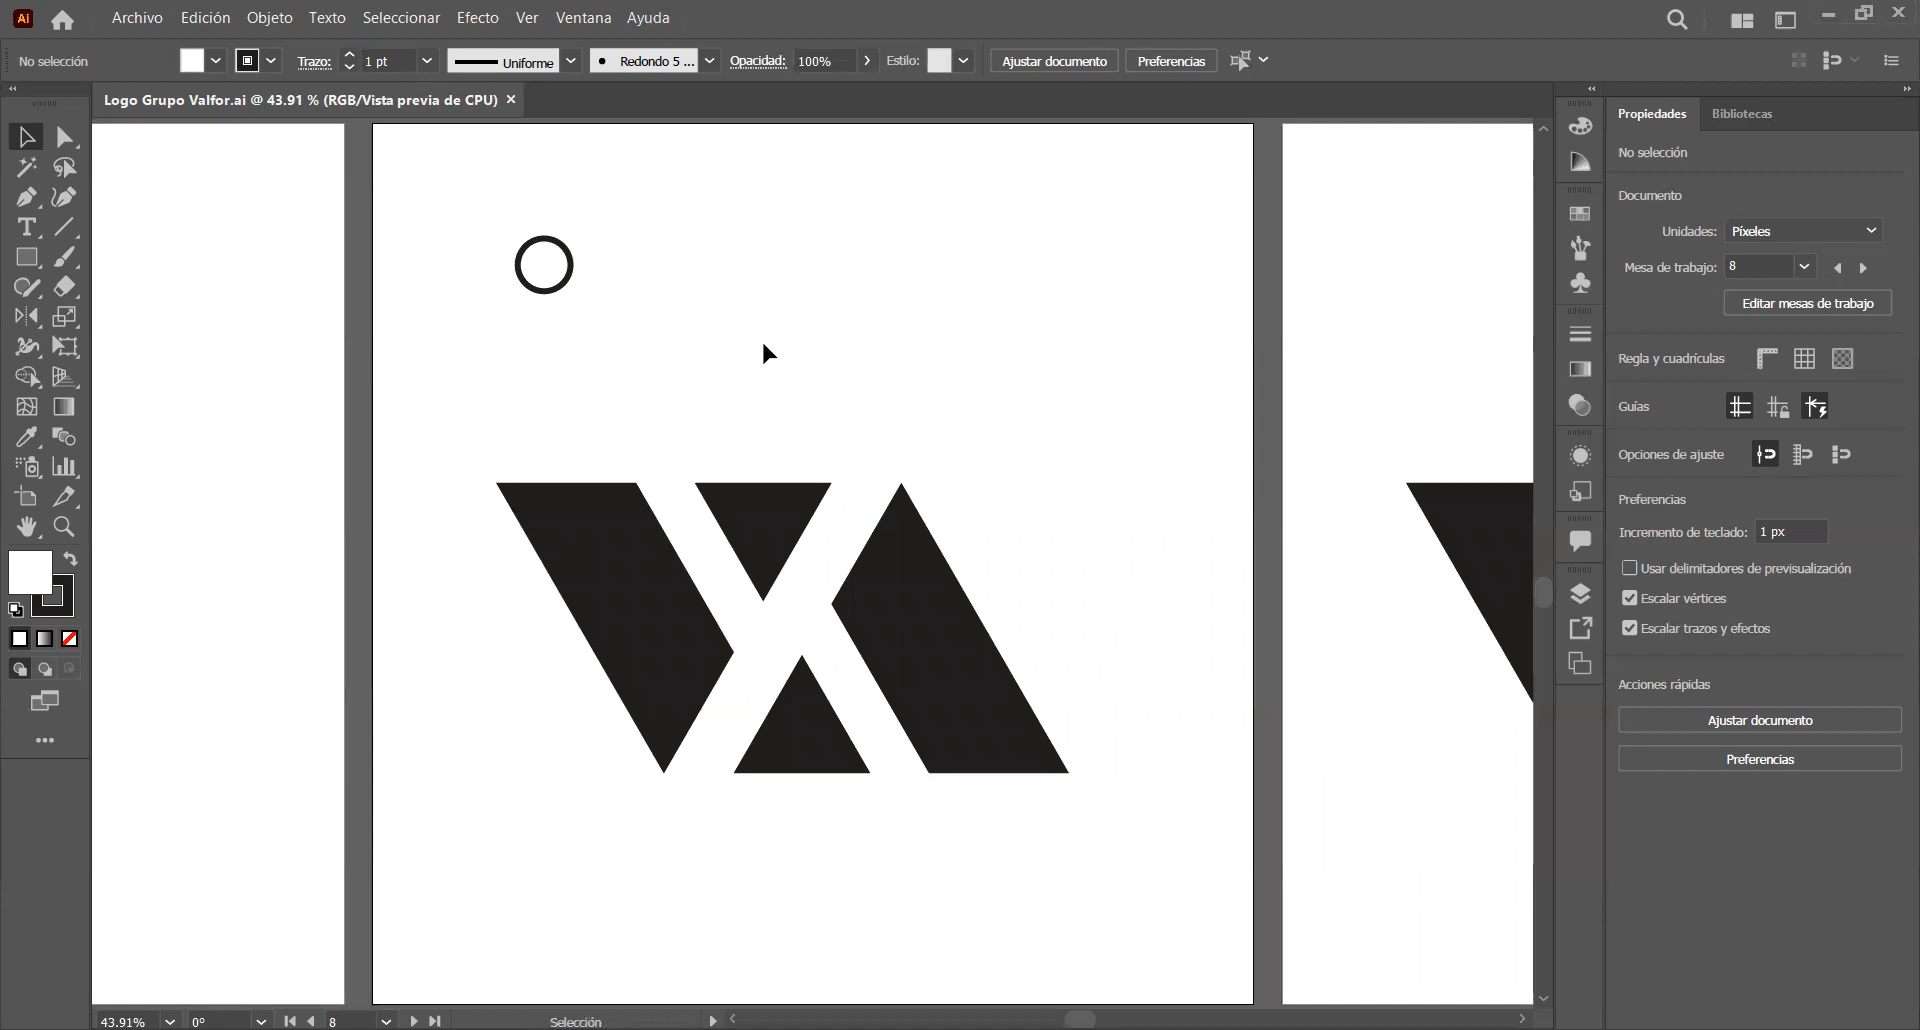 Ai Archivo Edición Objeto Texto Seleccionar Efecto Ver Ventana Ayuda
No selección Trazo: 1 pt Uniforme Redondo 5 ... Opacidad: 100% Estilo: Ajustar documento Preferencias
Logo Grupo Valfor.ai @ 43.91 % (RGB/Vista previa de CPU) ×
Propiedades Bibliotecas
No selección
Documento
Unidades: Píxeles
Mesa de trabajo: 8
Editar mesas de trabajo
Regla y cuadrículas
Guías
Opciones de ajuste
Preferencias
Incremento de teclado: 1 px
Usar delimitadores de previsualización
Escalar vértices
Escalar trazos y efectos
Acciones rápidas
Ajustar documento
Preferencias
43.91% 0° 8 Selección